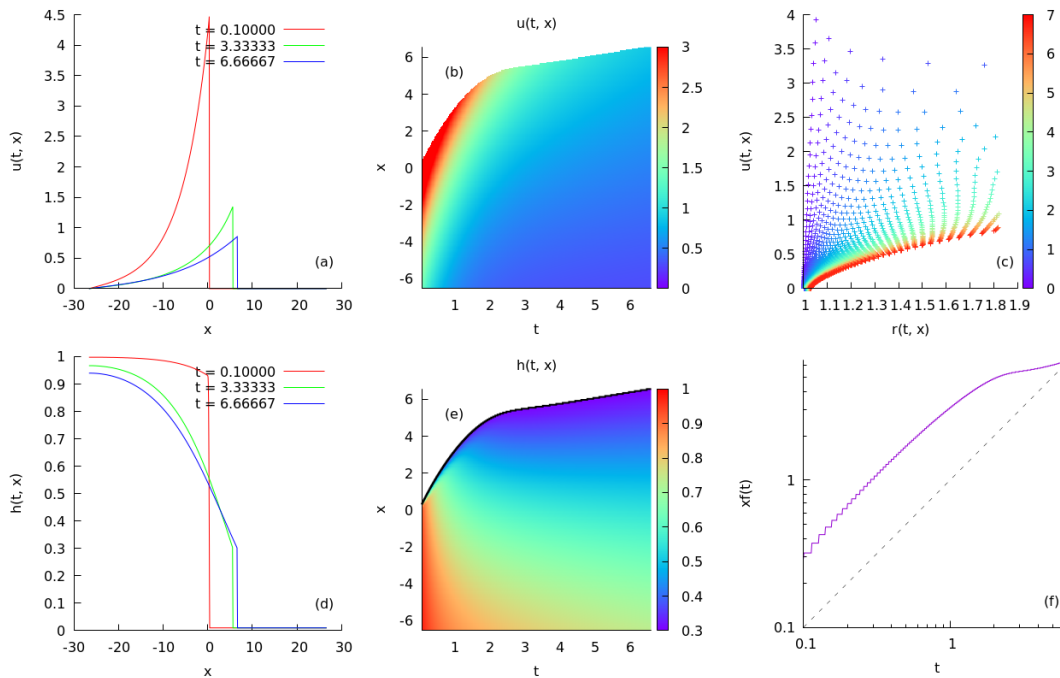 4.5
4
3.5
3
2.5
2
1.5
1
0.5
0
u(t, x)
t = 0.10000
t = 3.33333
t = 6.66667
(a)
-30 -20 -10 0 10 20 30
x
u(t, x)
(b)
x
6
4
2
0
-2
-4
-6
1 2 3 4 5 6
t
3
2.5
2
1.5
1
0.5
0
4
3.5
3
2.5
2
1.5
1
0.5
0
u(t, x)
(c)
1 1.1 1.2 1.3 1.4 1.5 1.6 1.7 1.8 1.9
r(t, x)
7
6
5
4
3
2
1
0
1
0.9
0.8
0.7
0.6
0.5
0.4
0.3
0.2
0.1
0
h(t, x)
t = 0.10000
t = 3.33333
t = 6.66667
(d)
-30 -20 -10 0 10 20 30
x
h(t, x)
(e)
x
6
4
2
0
-2
-4
-6
1 2 3 4 5 6
t
1
0.9
0.8
0.7
0.6
0.5
0.4
0.3
xf(t)
1
0.1
(f)
0.1 1
t